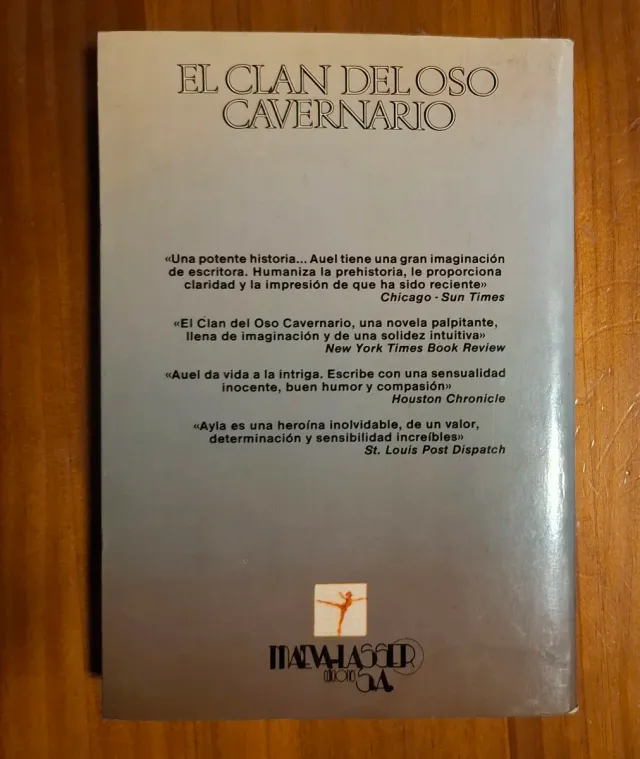 EL CLAN DEL OSO
CAVERNARIO
«Una potente historia... Auel tiene una gran imaginación
de escritora. Humaniza la prehistoria, le proporciona
claridad y la impresión de que ha sido reciente»
Chicago - Sun Times
«El Clan del Oso Cavernario, una novela palpitante,
llena de imaginación y de una solidez intuitiva»
New York Times Book Review
«Auel da vida a la intriga. Escribe con una sensualidad
inocente, buen humor y compasión»
Houston Chronicle
«Ayla es una heroína inolvidable, de un valor,
determinación y sensibilidad increíbles»
St. Louis Post Dispatch
MAEVA-LASSER
S.A.